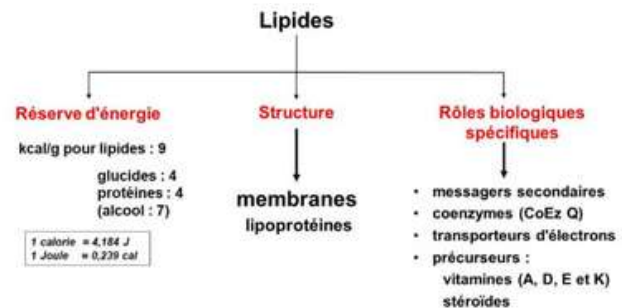 Lipides
Réserve d'énergie
kcal/g pour lipides : 9
glucides : 4
protéines : 4
(alcool : 7)
1 calorie = 4,184 J
1 Joule = 0,239 cal
Structure
membranes
lipoprotéines
Rôles biologiques
spécifiques
• messagers secondaires
• coenzymes (CoEz Q)
• transporteurs d'électrons
• précurseurs :
vitamines (A, D, E et K)
stéroïdes